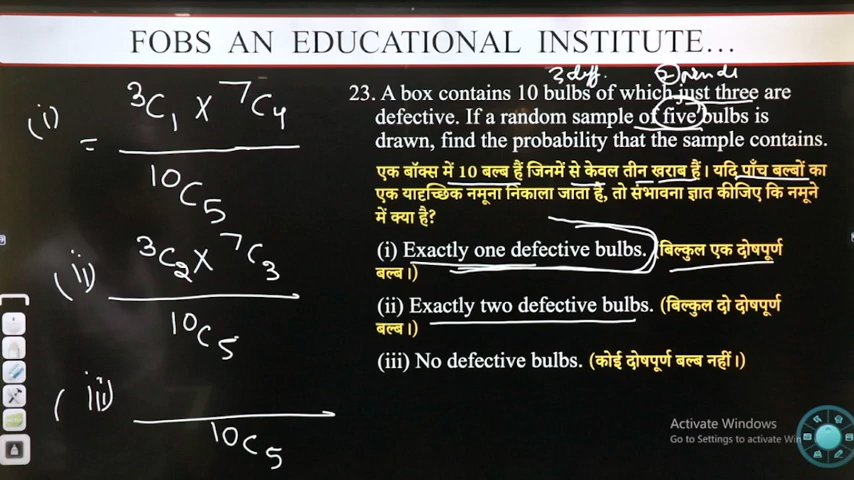 FOBS AN EDUCATIONAL INSTITUTE...
3 def.
23. A box contains 10 bulbs of which just three are
defective. If a random sample of five bulbs is
drawn, find the probability that the sample contains.
एक बॉक्स में 10 बल्ब हैं जिनमें से केवल तीन खराब हैं। यदि पाँच बल्बों का
एक यादृच्छिक नमूना निकाला जाता है, तो संभावना ज्ञात कीजिए कि नमूने
में क्या है?
(i) Exactly one defective bulbs. (बिल्कुल एक दोषपूर्ण
बल्ब।)
(ii) Exactly two defective bulbs. (बिल्कुल दो दोषपूर्ण
बल्ब।)
(iii) No defective bulbs. (कोई दोषपूर्ण बल्ब नहीं।)
(i) = ³C₁ X ⁷C₄
¹⁰C₅
(ii) ³C₂ X ⁷C₃
¹⁰C₅
(iii)
¹⁰C₅
Activate Windows
Go to Settings to activate Win